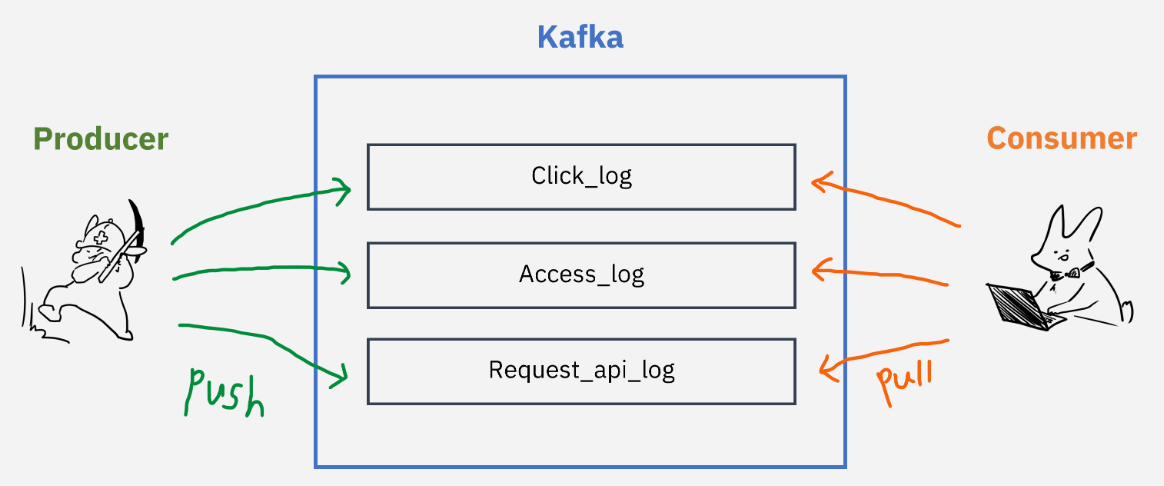 Kafka
Producer
Consumer
Click_log
Access_log
Request_api_log
push
pull